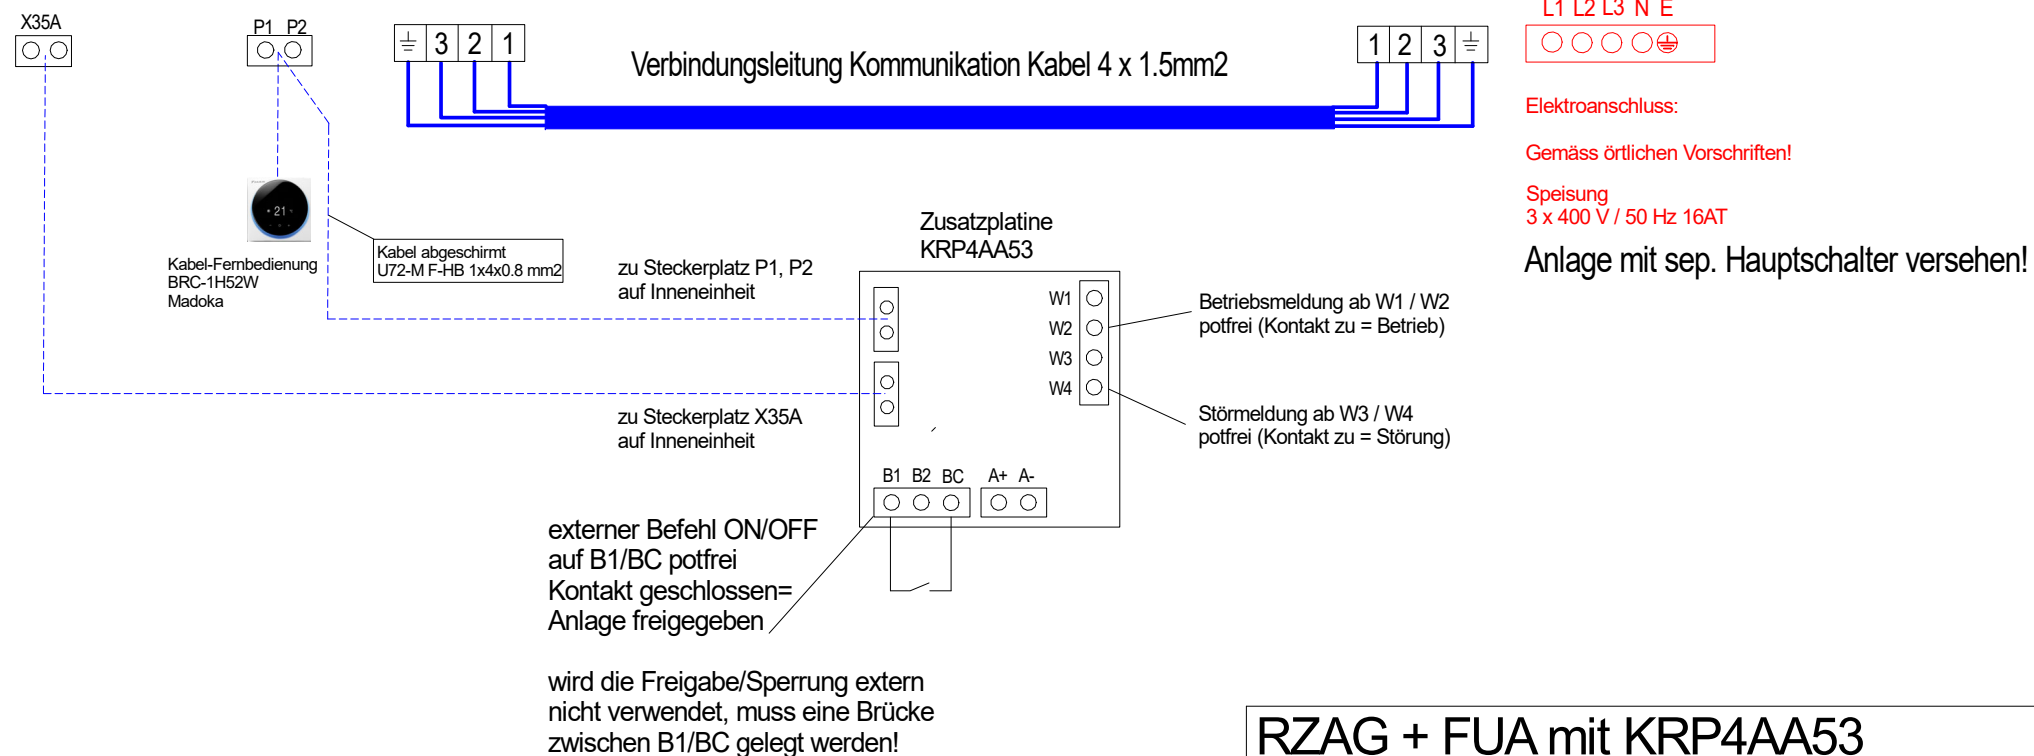 X35A
P1 P2
3 2 1
Verbindungsleitung Kommunikation Kabel 4 x 1.5mm2
1 2 3
L1 L2 L3 N E
Elektroanschluss:
Gemäss örtlichen Vorschriften!
Speisung
3 x 400 V / 50 Hz 16AT
Anlage mit sep. Hauptschalter versehen!
21
Kabel-Fernbedienung
BRC-1H52W
Madoka
Kabel abgeschirmt
U72-M F-HB 1x4x0.8 mm2
zu Steckerplatz P1, P2
auf Inneneinheit
Zusatzplatine
KRP4AA53
W1
W2
W3
W4
Betriebsmeldung ab W1 / W2
potfrei (Kontakt zu = Betrieb)
zu Steckerplatz X35A
auf Inneneinheit
Störmeldung ab W3 / W4
potfrei (Kontakt zu = Störung)
B1 B2 BC A+ A-
externer Befehl ON/OFF
auf B1/BC potfrei
Kontakt geschlossen=
Anlage freigegeben
wird die Freigabe/Sperrung extern
nicht verwendet, muss eine Brücke
zwischen B1/BC gelegt werden!
RZAG + FUA mit KRP4AA53